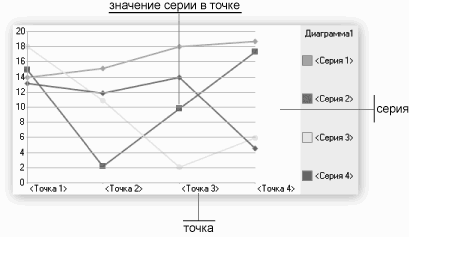 значение серии в точке
Диаграмма1
20
18
16
14
12
10
8
6
4
2
0
<Серия 1>
<Серия 2>
<Серия 3>
<Серия 4>
серия
<Точка 1>
<Точка 2>
<Точка 3>
<Точка 4>
точка